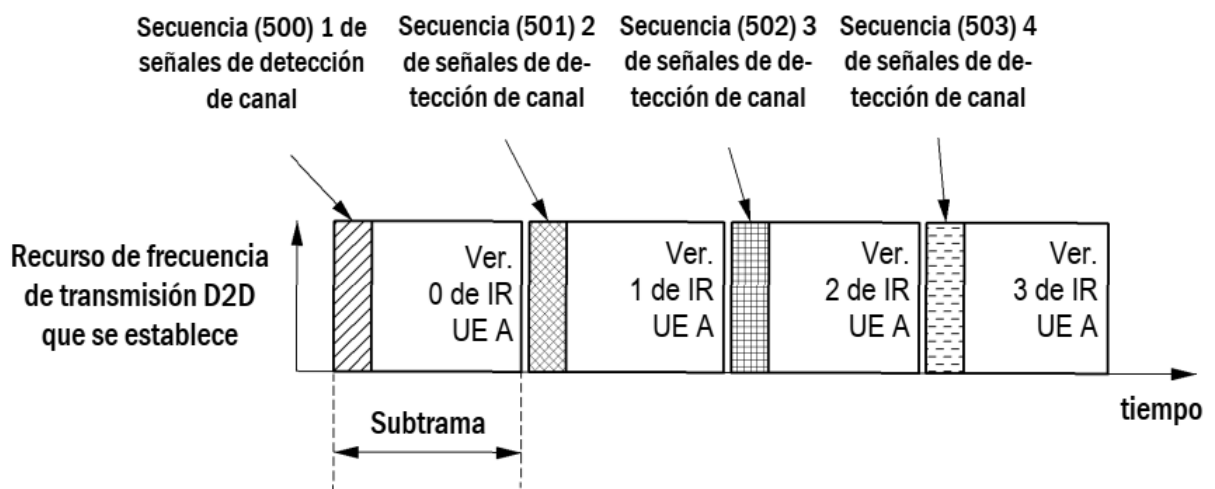 Secuencia (500) 1 de
señales de detección
de canal
Secuencia (501) 2
de señales de de-
tección de canal
Secuencia (502) 3
de señales de de-
tección de canal
Secuencia (503) 4
de señales de de-
tección de canal
Recurso de frecuencia
de transmisión D2D
que se establece
Ver.
0 de IR
UE A
Ver.
1 de IR
UE A
Ver.
2 de IR
UE A
Ver.
3 de IR
UE A
tiempo
Subtrama